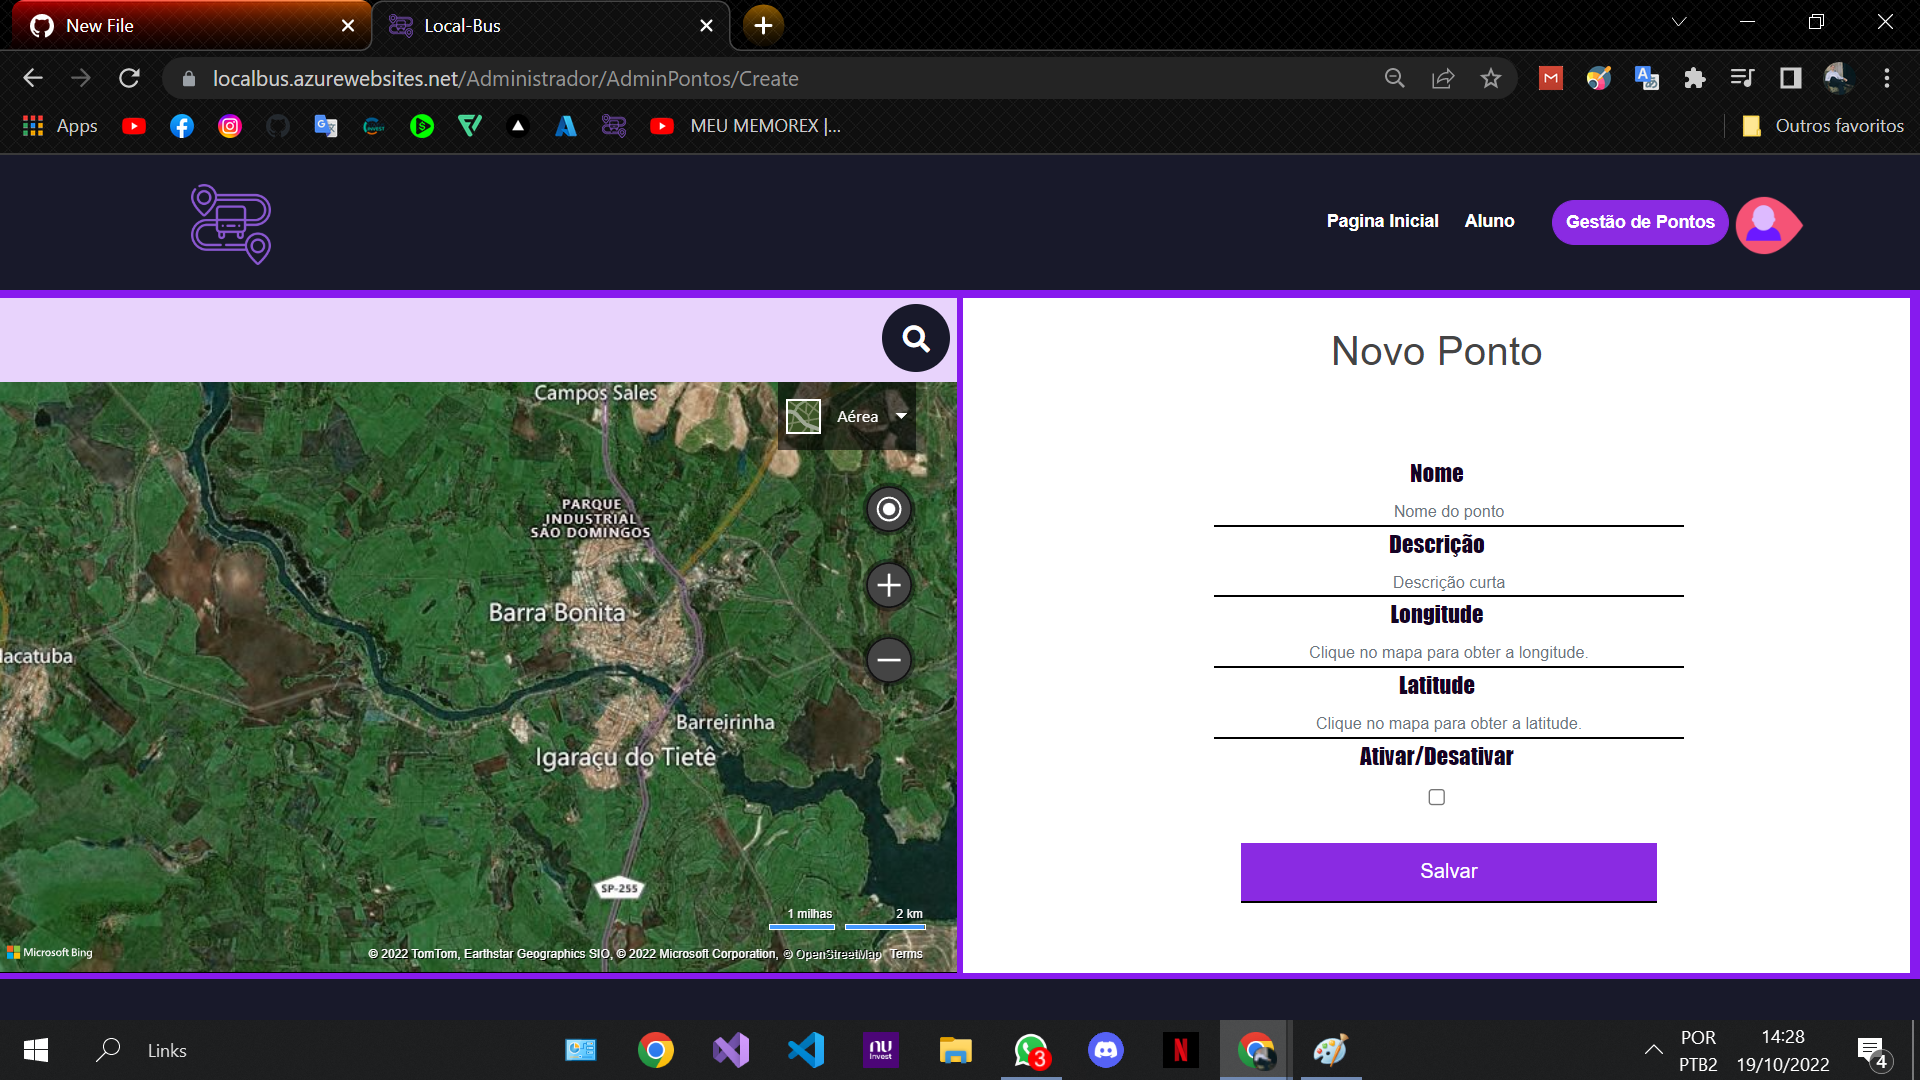 New File
Local-Bus
localbus.azurewebsites.net/Administrador/AdminPontos/Create
Apps
MEU MEMOREX |...
Outros favoritos
Pagina Inicial
Aluno
Gestão de Pontos
Campos Sales
Aérea
PARQUE
INDUSTRIAL
SÃO DOMINGOS
Barra Bonita
lacatuba
Barreirinha
Igaraçu do Tietê
SP-255
1 milhas
2 km
Microsoft Bing
© 2022 TomTom, Earthstar Geographics SIO, © 2022 Microsoft Corporation, © OpenStreetMap Terms
Novo Ponto
Nome
Nome do ponto
Descrição
Descrição curta
Longitude
Clique no mapa para obter a longitude.
Latitude
Clique no mapa para obter a latitude.
Ativar/Desativar
Salvar
Links
nu
Invest
3
N
POR
PTB2
14:28
19/10/2022
4